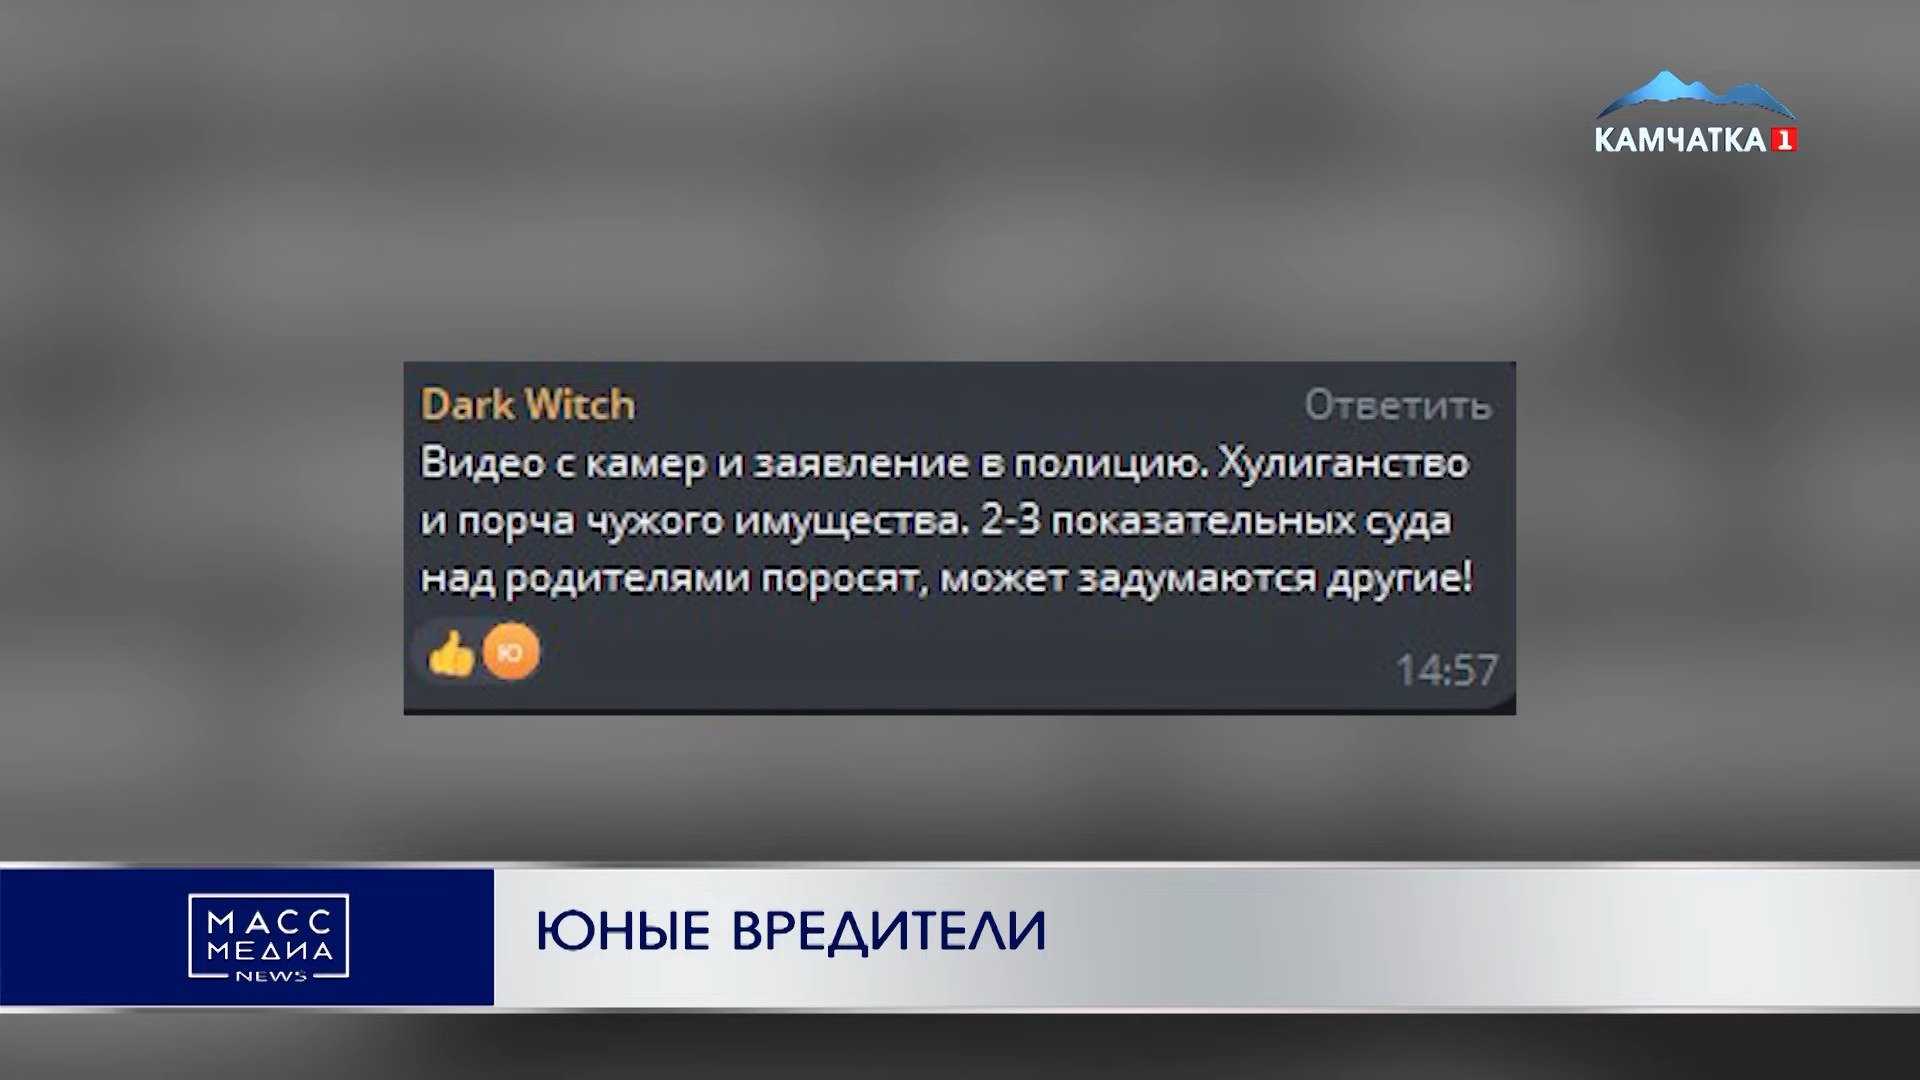 КАМЧАТКА 1
Dark Witch
Ответить
Видео с камер и заявление в полицию. Хулиганство
и порча чужого имущества. 2-3 показательных суда
над родителями поросят, может задумаются другие!
Ю
14:57
МАСС
МЕДИА
NEWS
ЮНЫЕ ВРЕДИТЕЛИ